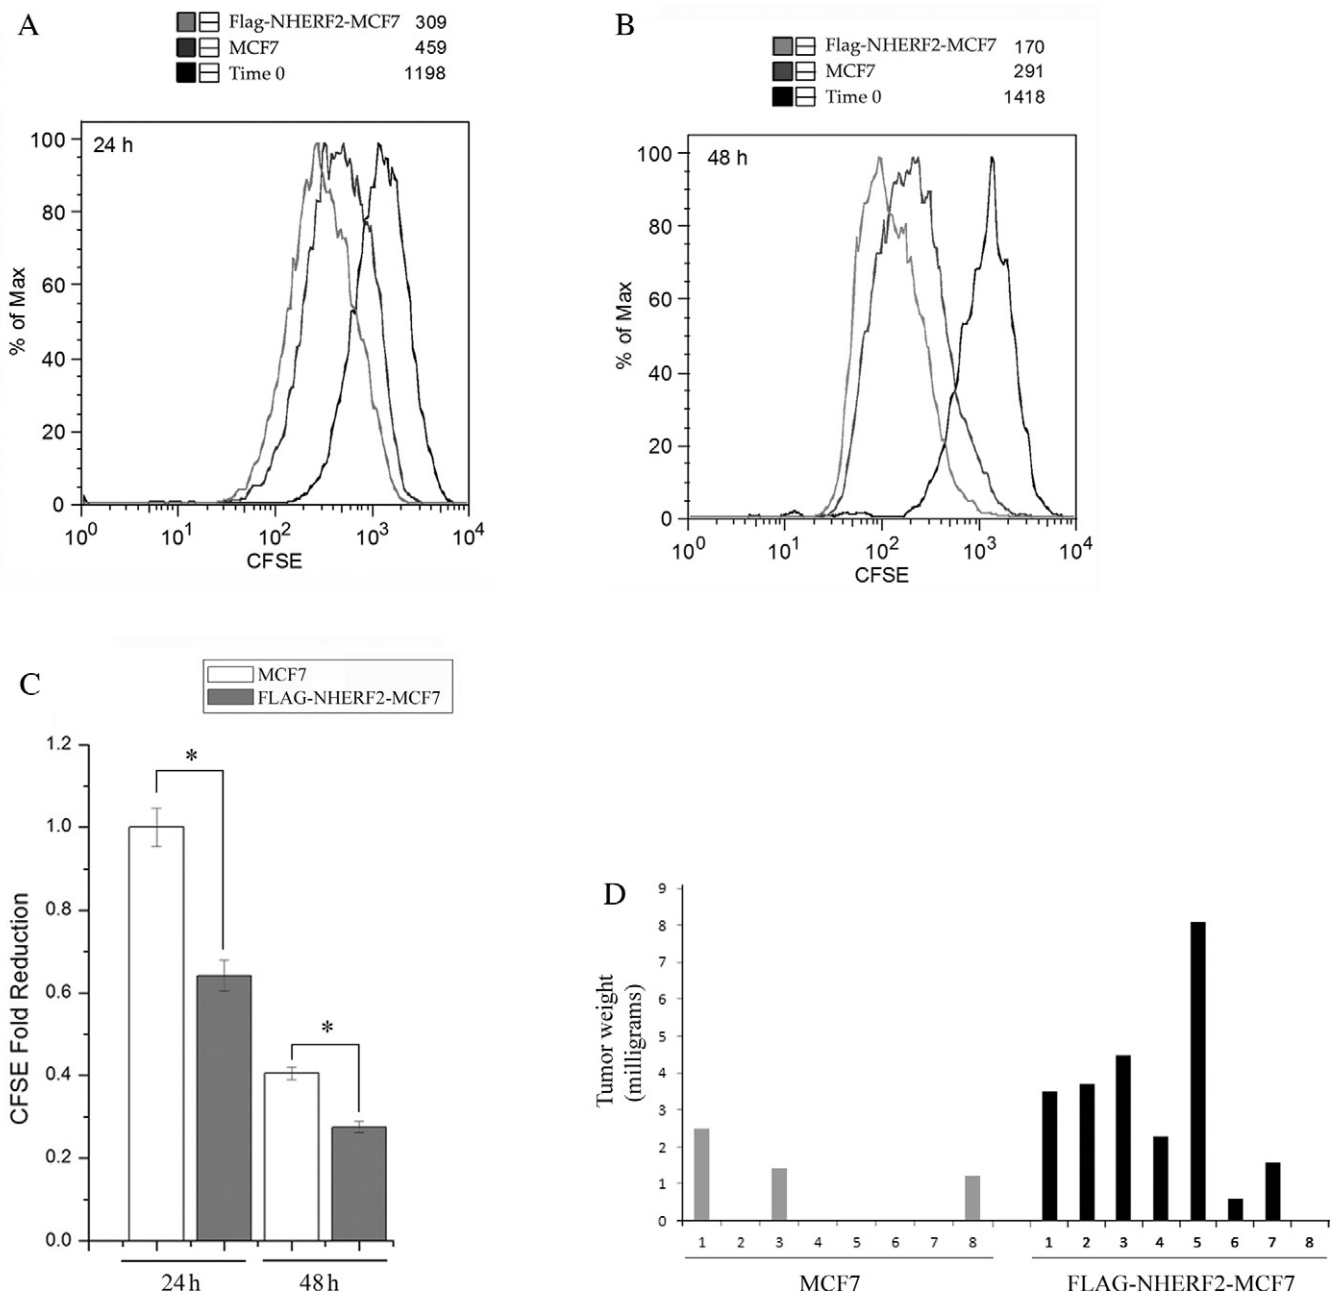 A
Flag-NHERF2-MCF7 309
MCF7 459
Time 0 1198
24 h
100
80
60
40
20
0
% of Max
10^0 10^1 10^2 10^3 10^4
CFSE
B
Flag-NHERF2-MCF7 170
MCF7 291
Time 0 1418
48 h
100
80
60
40
20
0
% of Max
10^0 10^1 10^2 10^3 10^4
CFSE
C
MCF7
FLAG-NHERF2-MCF7
1.2
1.0
0.8
0.6
0.4
0.2
0.0
CFSE Fold Reduction
*
*
24 h 48 h
D
9
8
7
6
5
4
3
2
1
0
Tumor weight
(milligrams)
1 2 3 4 5 6 7 8 1 2 3 4 5 6 7 8
MCF7 FLAG-NHERF2-MCF7